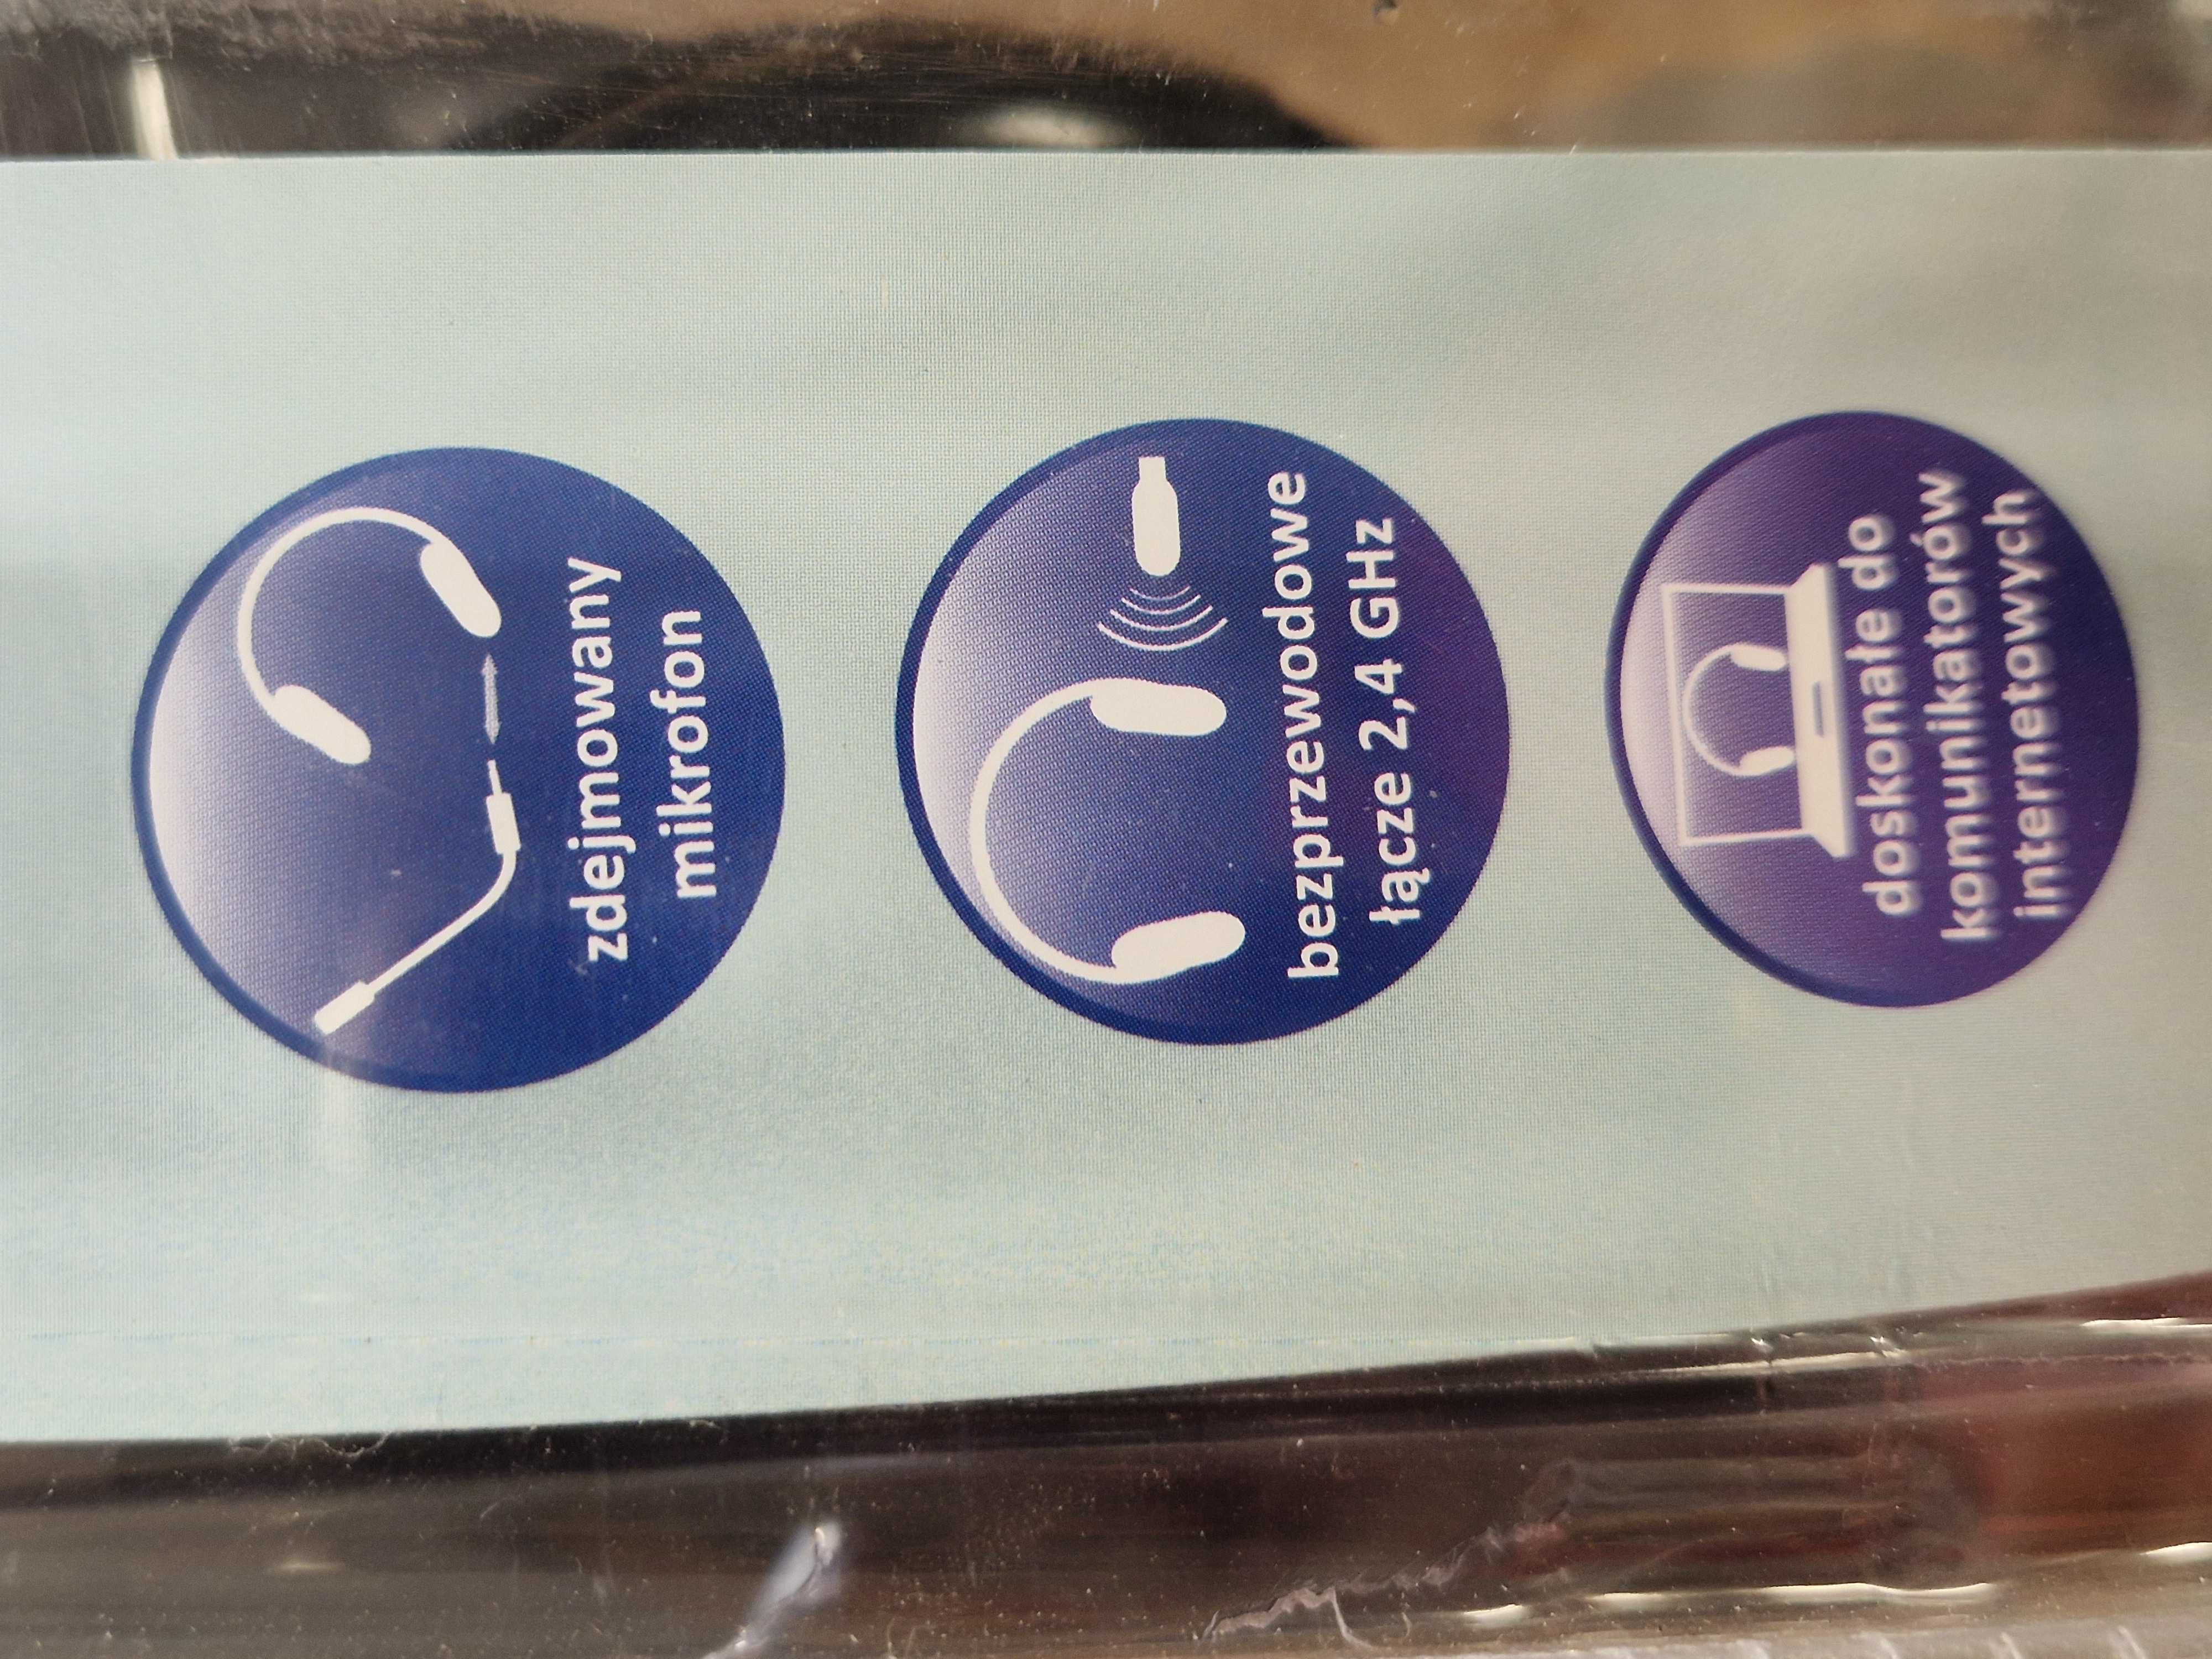 zdejmowany
mikrofon
bezprzewodowe
łącze 2,4 GHz
doskonałe do
komunikatorów
internetowych